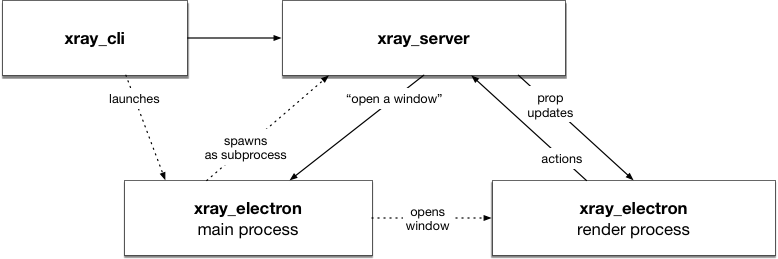 xray_cli
xray_server
launches
“open a window”
prop
updates
spawns
as subprocess
actions
xray_electron
main process
opens
window
xray_electron
render process